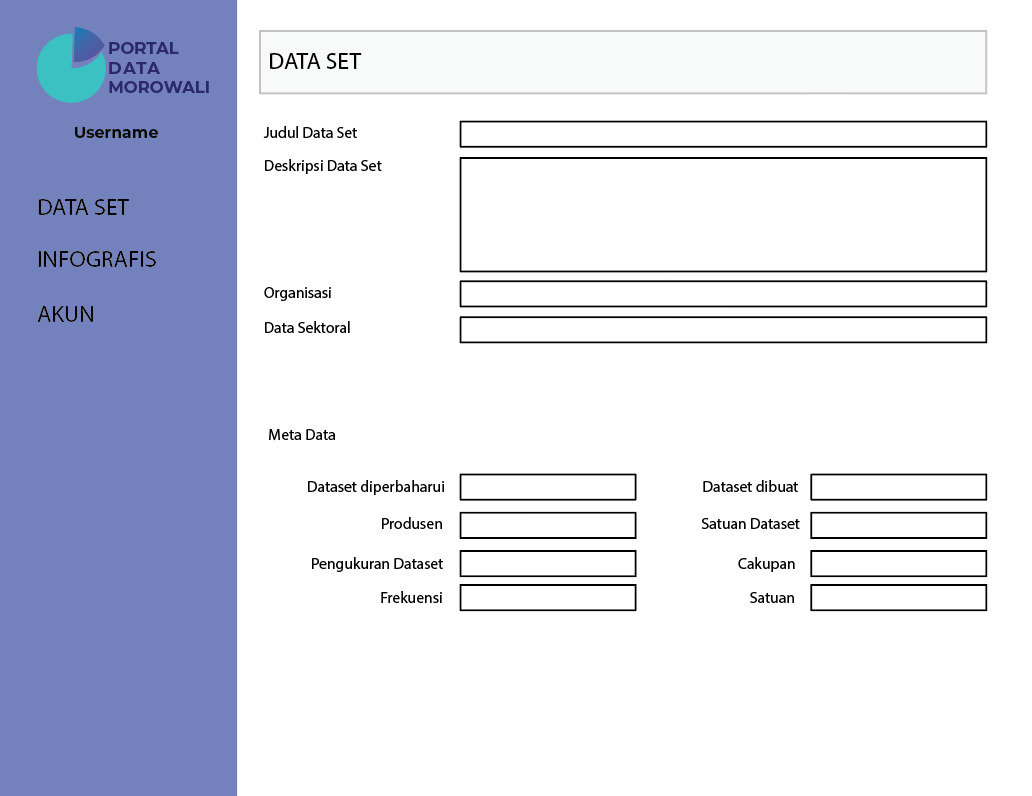 PORTAL
DATA
MOROWALI
Username
DATA SET
INFOGRAFIS
AKUN
DATA SET
Judul Data Set
Deskripsi Data Set
Organisasi
Data Sektoral
Meta Data
Dataset diperbaharui
Dataset dibuat
Produsen
Satuan Dataset
Pengukuran Dataset
Cakupan
Frekuensi
Satuan